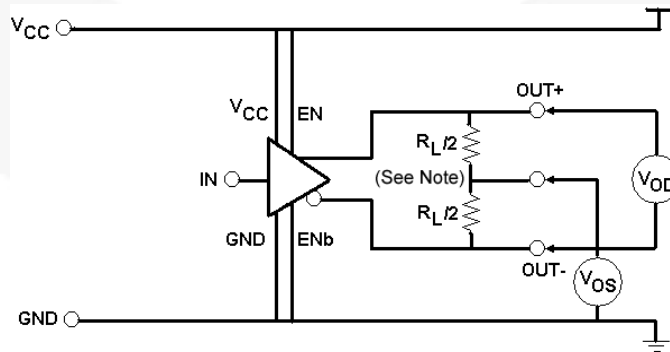 VCC
VCC EN
OUT+
RL/2
IN
(See Note)
VOD
RL/2
GND ENb
OUT-
VOS
GND